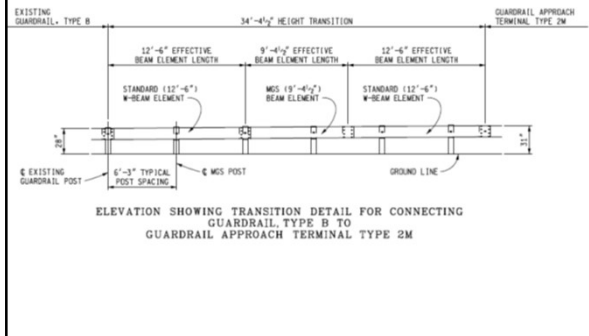 EXISTING
GUARDRAIL, TYPE B
34'-4½" HEIGHT TRANSITION
GUARDRAIL APPROACH
TERMINAL TYPE 2M
12'-6" EFFECTIVE
BEAM ELEMENT LENGTH
9'-4½" EFFECTIVE
BEAM ELEMENT LENGTH
12'-6" EFFECTIVE
BEAM ELEMENT LENGTH
STANDARD (12'-6")
W-BEAM ELEMENT
MGS (9'-4½")
BEAM ELEMENT
STANDARD (12'-6")
W-BEAM ELEMENT
28"
31"
℄ EXISTING
GUARDRAIL POST
6'-3" TYPICAL
POST SPACING
℄ MGS POST
GROUND LINE
ELEVATION SHOWING TRANSITION DETAIL FOR CONNECTING
GUARDRAIL, TYPE B TO
GUARDRAIL APPROACH TERMINAL TYPE 2M